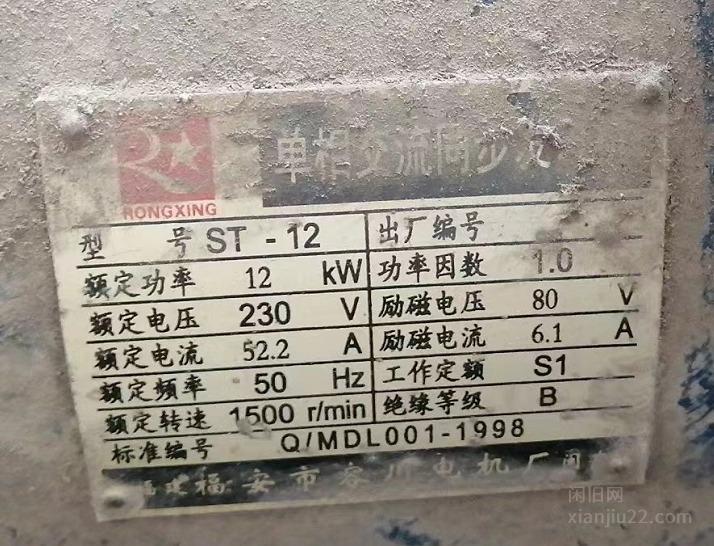 单相交流同步发
RONGXING
型 号 ST - 12 出厂编号
额定功率 12 kW 功率因数 1.0
额定电压 230 V 励磁电压 80 V
额定电流 52.2 A 励磁电流 6.1 A
额定频率 50 Hz 工作定额 S1
额定转速 1500 r/min 绝缘等级 B
标准编号 Q/MDL001-1998
福建福安市容川电机厂
闲旧网
xianjiu22.com